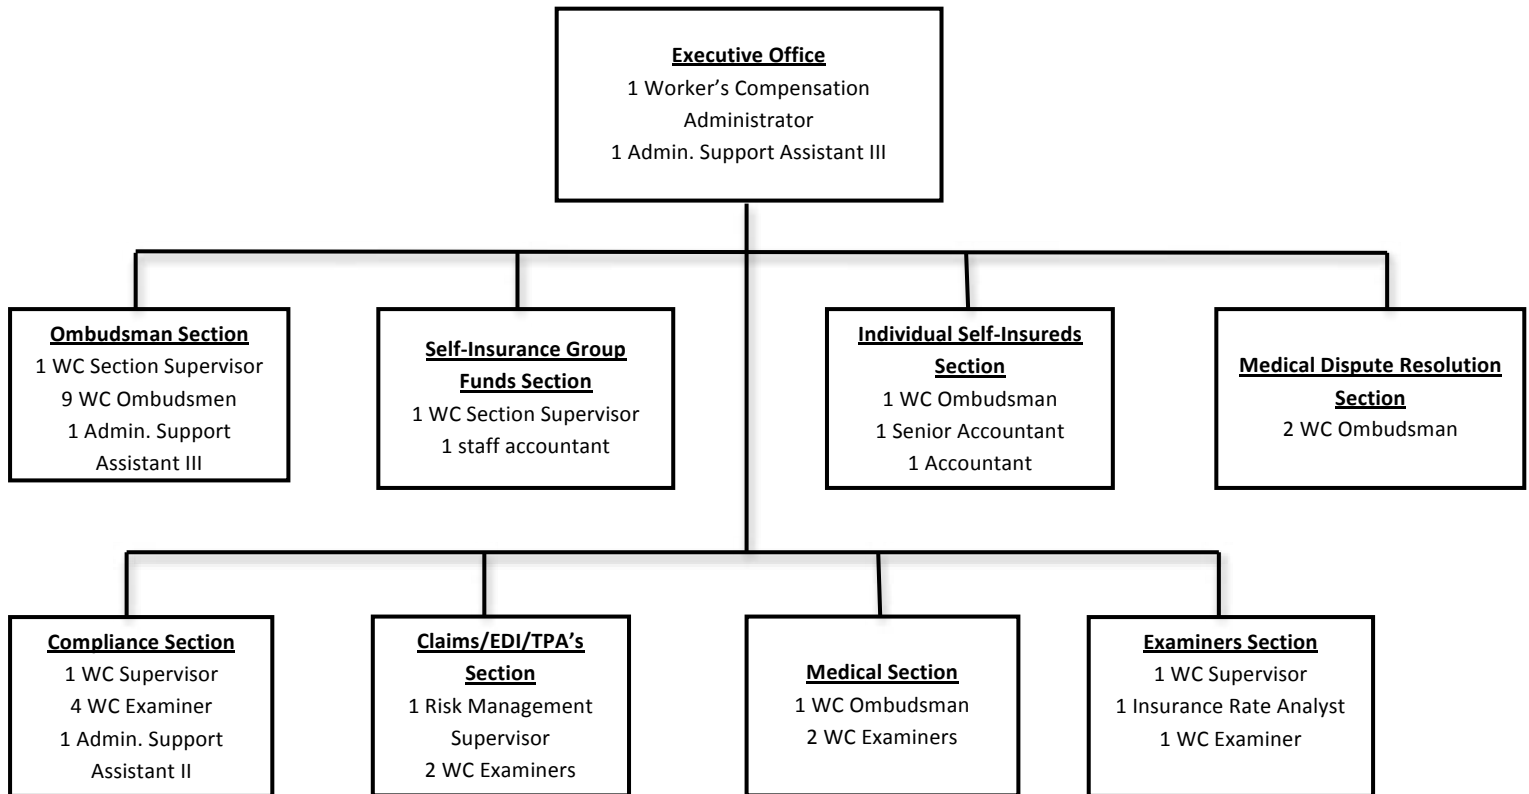 Executive Office
1 Worker’s Compensation
Administrator
1 Admin. Support Assistant III
Ombudsman Section
1 WC Section Supervisor
9 WC Ombudsmen
1 Admin. Support
Assistant III
Self-Insurance Group
Funds Section
1 WC Section Supervisor
1 staff accountant
Individual Self-Insureds
Section
1 WC Ombudsman
1 Senior Accountant
1 Accountant
Medical Dispute Resolution
Section
2 WC Ombudsman
Compliance Section
1 WC Supervisor
4 WC Examiner
1 Admin. Support
Assistant II
Claims/EDI/TPA’s
Section
1 Risk Management
Supervisor
2 WC Examiners
Medical Section
1 WC Ombudsman
2 WC Examiners
Examiners Section
1 WC Supervisor
1 Insurance Rate Analyst
1 WC Examiner